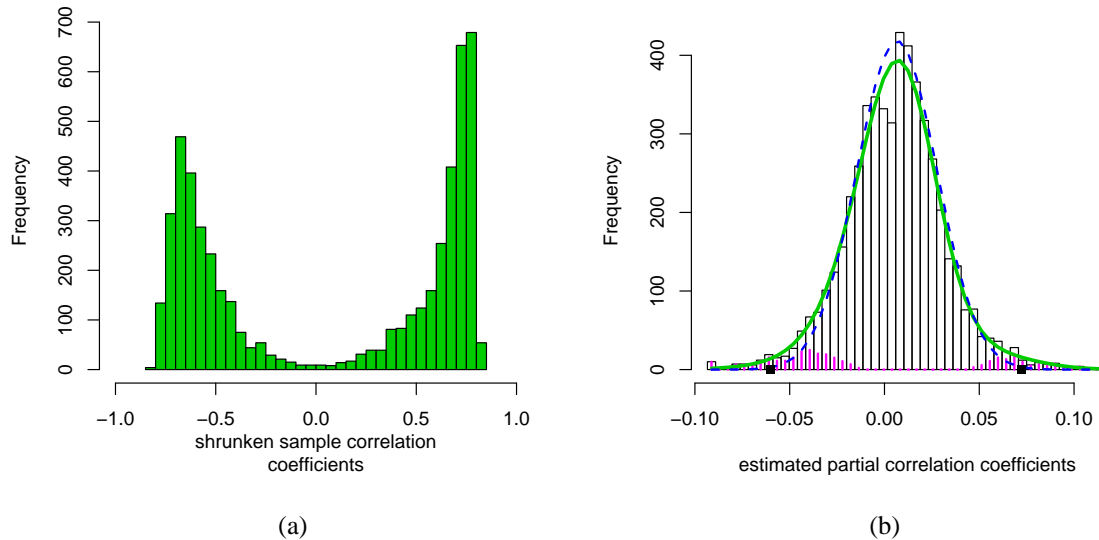 700
600
500
400
300
200
100
0
Frequency
−1.0 −0.5 0.0 0.5 1.0
shrunken sample correlation
coefficients
(a)
400
300
200
100
0
Frequency
−0.10 −0.05 0.00 0.05 0.10
estimated partial correlation coefficients
(b)